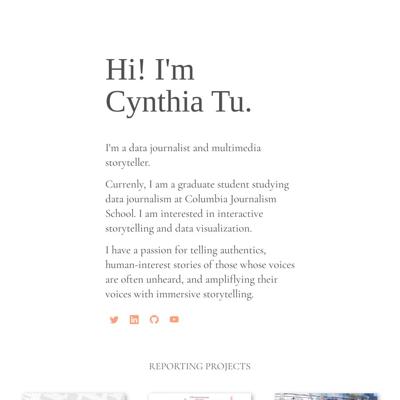 Hi! I'm
Cynthia Tu.
I'm a data journalist and multimedia
storyteller.
Currenly, I am a graduate student studying
data journalism at Columbia Journalism
School. I am interested in interactive
storytelling and data visualization.
I have a passion for telling authentics,
human-interest stories of those whose voices
are often unheard, and ampliflying their
voices with immersive storytelling.
REPORTING PROJECTS